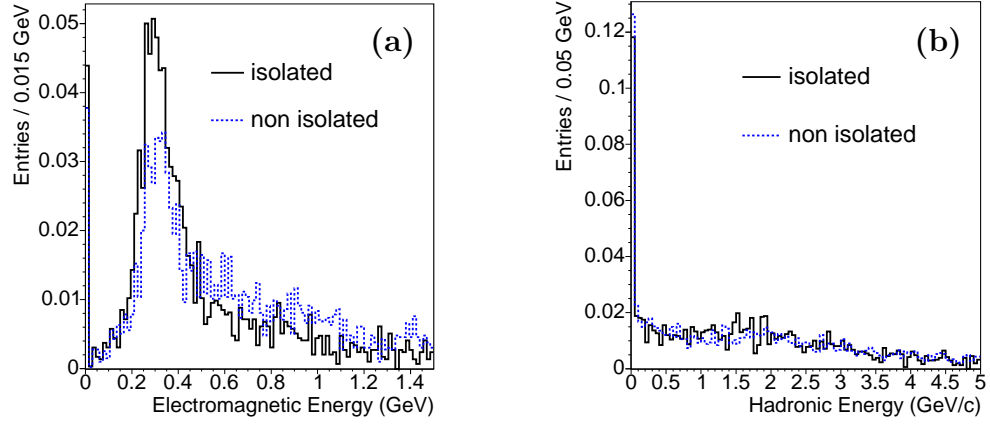 Entries / 0.015 GeV
0.05
0.04
0.03
0.02
0.01
0
(a)
isolated
non isolated
0 0.2 0.4 0.6 0.8 1 1.2 1.4
Electromagnetic Energy (GeV)
Entries / 0.05 GeV
0.12
0.1
0.08
0.06
0.04
0.02
0
(b)
isolated
non isolated
0 0.5 1 1.5 2 2.5 3 3.5 4 4.5 5
Hadronic Energy (GeV/c)